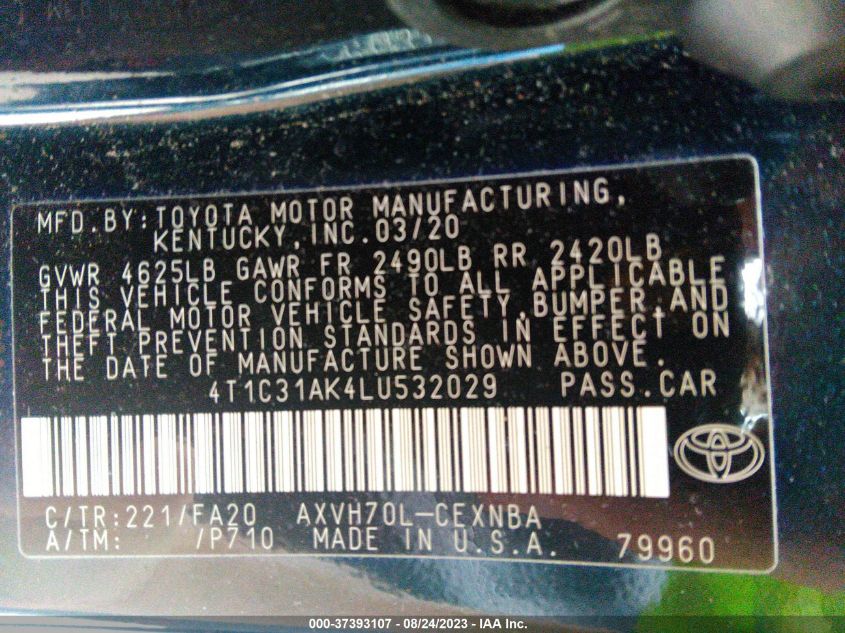 MFD.BY:TOYOTA MOTOR MANUFACTURING,
KENTUCKY,INC.03/20
GVWR 4625LB GAWR FR 2490LB RR 2420LB
THIS VEHICLE CONFORMS TO ALL APPLICABLE
FEDERAL MOTOR VEHICLE SAFETY,BUMPER,AND
THEFT PREVENTION STANDARDS IN EFFECT ON
THE DATE OF MANUFACTURE SHOWN ABOVE.
4T1C31AK4LU532029 PASS.CAR
C/TR:221/FA20 AXVH70L-CEXNBA
A/TM: /P710 MADE IN U.S.A. 79960
000-37393107 - 08/24/2023 - IAA Inc.